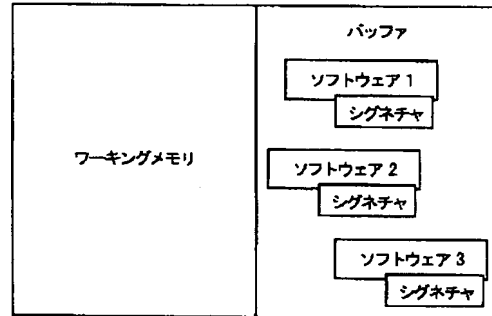 バッファ
ソフトウェア 1
シグネチャ
ワーキングメモリ
ソフトウェア 2
シグネチャ
ソフトウェア 3
シグネチャ